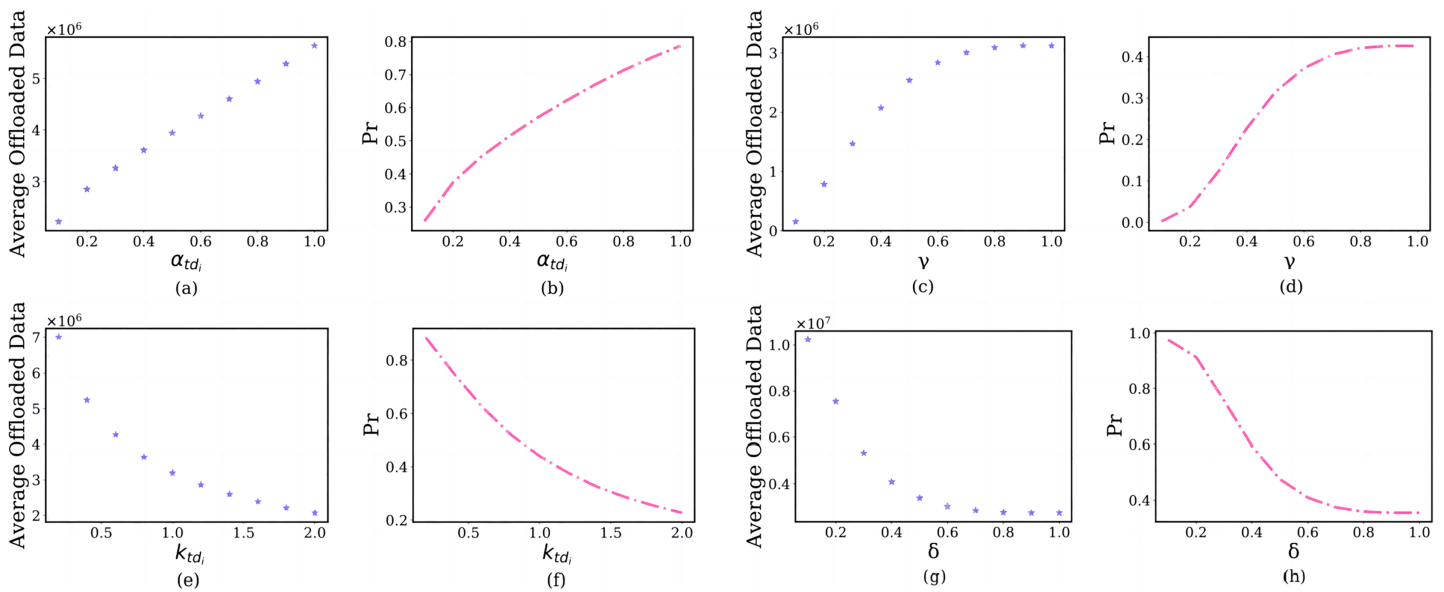 ×10⁶
Average Offloaded Data
5
4
3
0.2 0.4 0.6 0.8 1.0
α_{td_i}
(a)
Pr
0.8
0.7
0.6
0.5
0.4
0.3
0.2 0.4 0.6 0.8 1.0
α_{td_i}
(b)
×10⁶
Average Offloaded Data
3
2
1
0
0.2 0.4 0.6 0.8 1.0
γ
(c)
Pr
0.4
0.3
0.2
0.1
0.0
0.2 0.4 0.6 0.8 1.0
γ
(d)
×10⁶
Average Offloaded Data
7
6
5
4
3
2
0.5 1.0 1.5 2.0
k_{td_i}
(e)
Pr
0.8
0.6
0.4
0.2
0.5 1.0 1.5 2.0
k_{td_i}
(f)
×10⁷
Average Offloaded Data
1.0
0.8
0.6
0.4
0.2 0.4 0.6 0.8 1.0
δ
(g)
Pr
1.0
0.8
0.6
0.4
0.2 0.4 0.6 0.8 1.0
δ
(h)